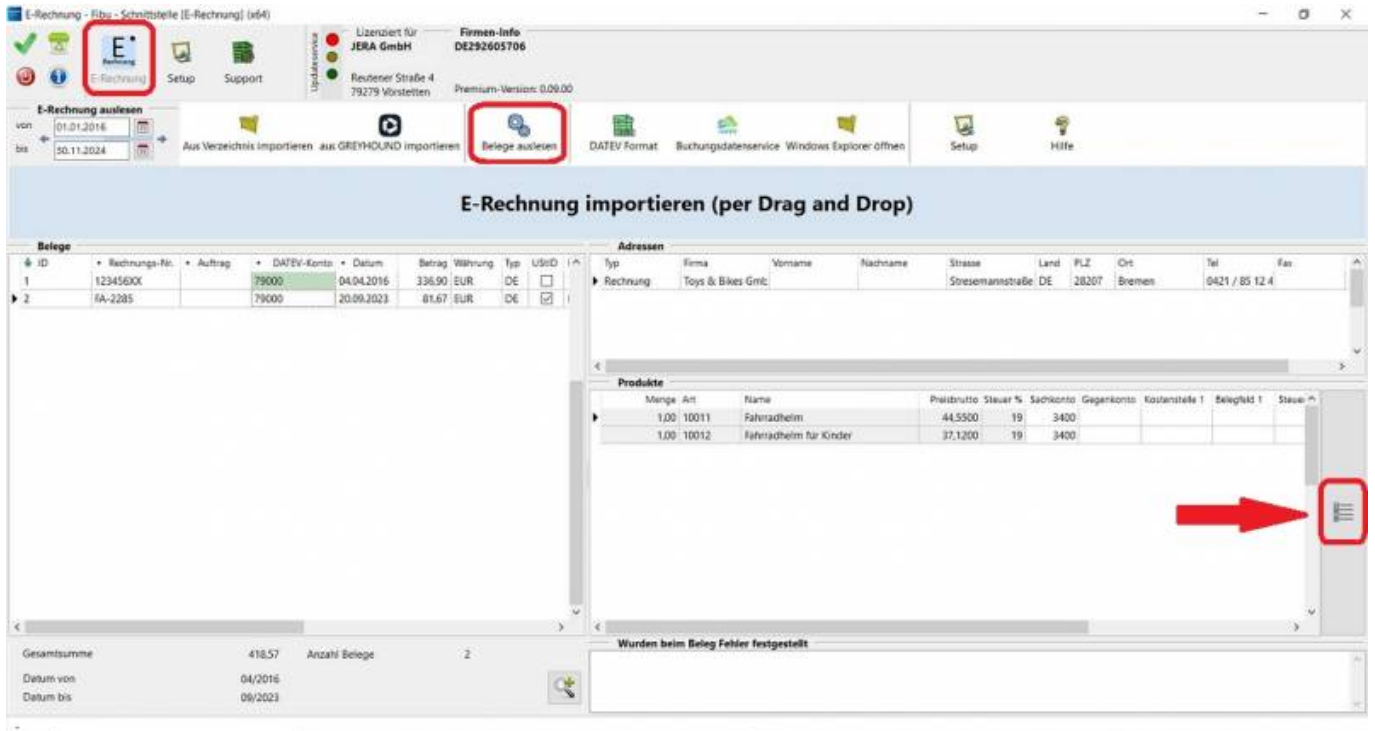 E-Rechnung - Fibu - Schnittstelle [E-Rechnung] (x64)
E Rechnung
E-Rechnung
Setup
Support
Updateservice
Lizenziert für
JERA GmbH
Reutener Straße 4
79279 Vörstetten
Firmen-Info
DE292605706
Premium-Version: 0.09.00
E-Rechnung auslesen
von 01.01.2016
bis 30.11.2024
Aus Verzeichnis importieren
aus GREYHOUND importieren
Belege auslesen
DATEV Format
Buchungsdatenservice
Windows Explorer öffnen
Setup
Hilfe
E-Rechnung importieren (per Drag and Drop)
Belege
ID Rechnungs-Nr. Auftrag DATEV-Konto Datum Betrag Währung Typ UStID
1 123456XX 79000 04.04.2016 336,90 EUR DE
2 FA-2285 79000 20.09.2023 81,67 EUR DE
Gesamtsumme 418,57 Anzahl Belege 2
Datum von 04/2016
Datum bis 09/2023
Adressen
Typ Firma Vorname Nachname Strasse Land PLZ Ort Tel Fax
Rechnung Toys & Bikes Gmb Stresemannstraße DE 28207 Bremen 0421 / 85 12 4
Produkte
Menge Art Name Preisbrutto Steuer % Sachkonto Gegenkonto Kostenstelle 1 Belegfeld 1 Steue
1,00 10011 Fahrradhelm 44,5500 19 3400
1,00 10012 Fahrradhelm für Kinder 37,1200 19 3400
Wurden beim Beleg Fehler festgestellt